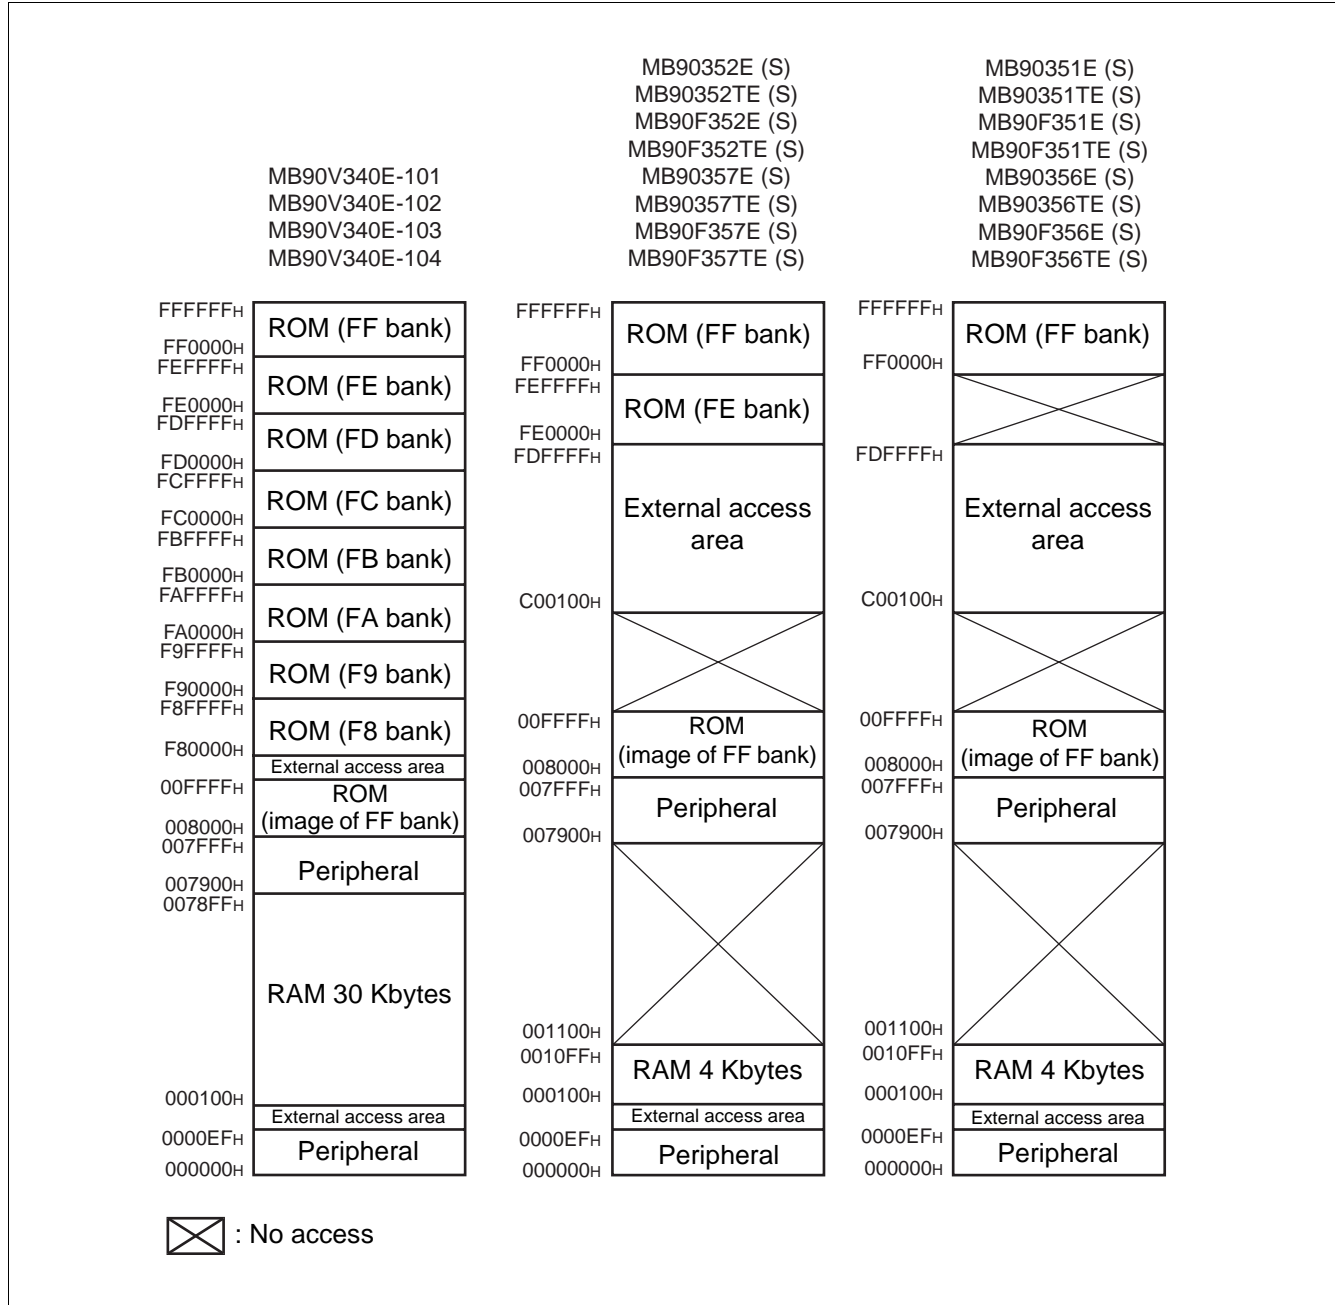 MB90V340E-101
MB90V340E-102
MB90V340E-103
MB90V340E-104
FFFFFFH
ROM (FF bank)
FF0000H
FEFFFFH
ROM (FE bank)
FE0000H
FDFFFFH
ROM (FD bank)
FD0000H
FCFFFFH
ROM (FC bank)
FC0000H
FBFFFFH
ROM (FB bank)
FB0000H
FAFFFFH
ROM (FA bank)
FA0000H
F9FFFFH
ROM (F9 bank)
F90000H
F8FFFFH
ROM (F8 bank)
F80000H
External access area
00FFFFH
ROM
(image of FF bank)
008000H
007FFFH
Peripheral
007900H
0078FFH
RAM 30 Kbytes
000100H
External access area
0000EFH
Peripheral
000000H
MB90352E (S)
MB90352TE (S)
MB90F352E (S)
MB90F352TE (S)
MB90357E (S)
MB90357TE (S)
MB90F357E (S)
MB90F357TE (S)
FFFFFFH
ROM (FF bank)
FF0000H
FEFFFFH
ROM (FE bank)
FE0000H
FDFFFFH
External access
area
C00100H
00FFFFH
ROM
(image of FF bank)
008000H
007FFFH
Peripheral
007900H
001100H
0010FFH
RAM 4 Kbytes
000100H
External access area
0000EFH
Peripheral
000000H
MB90351E (S)
MB90351TE (S)
MB90F351E (S)
MB90F351TE (S)
MB90356E (S)
MB90356TE (S)
MB90F356E (S)
MB90F356TE (S)
FFFFFFH
ROM (FF bank)
FF0000H
FDFFFFH
External access
area
C00100H
00FFFFH
ROM
(image of FF bank)
008000H
007FFFH
Peripheral
007900H
001100H
0010FFH
RAM 4 Kbytes
000100H
External access area
0000EFH
Peripheral
000000H
: No access